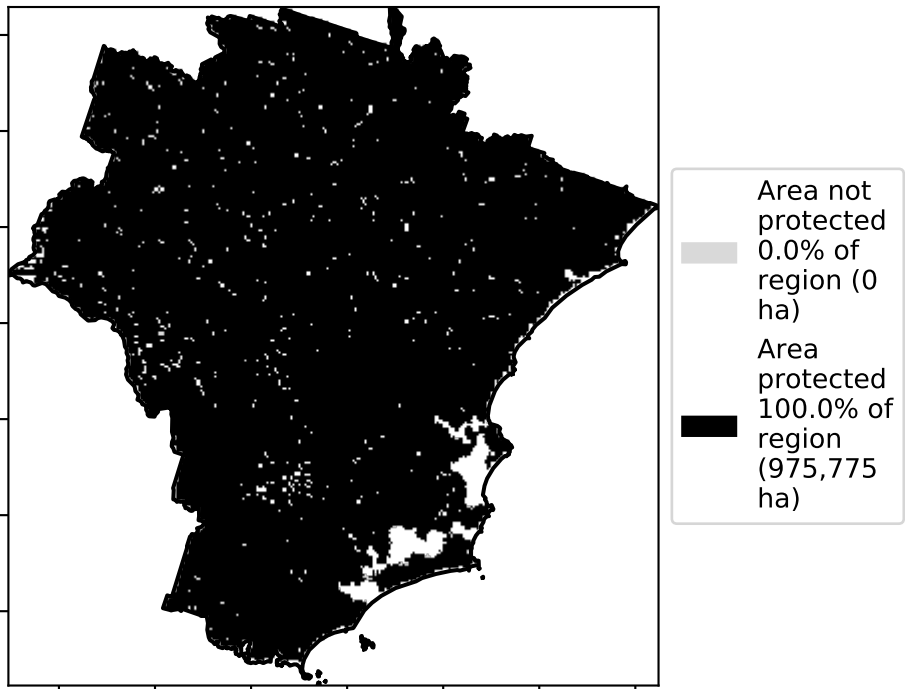 Area not
protected
0.0% of
region (0
ha)
Area
protected
100.0% of
region
(975,775
ha)